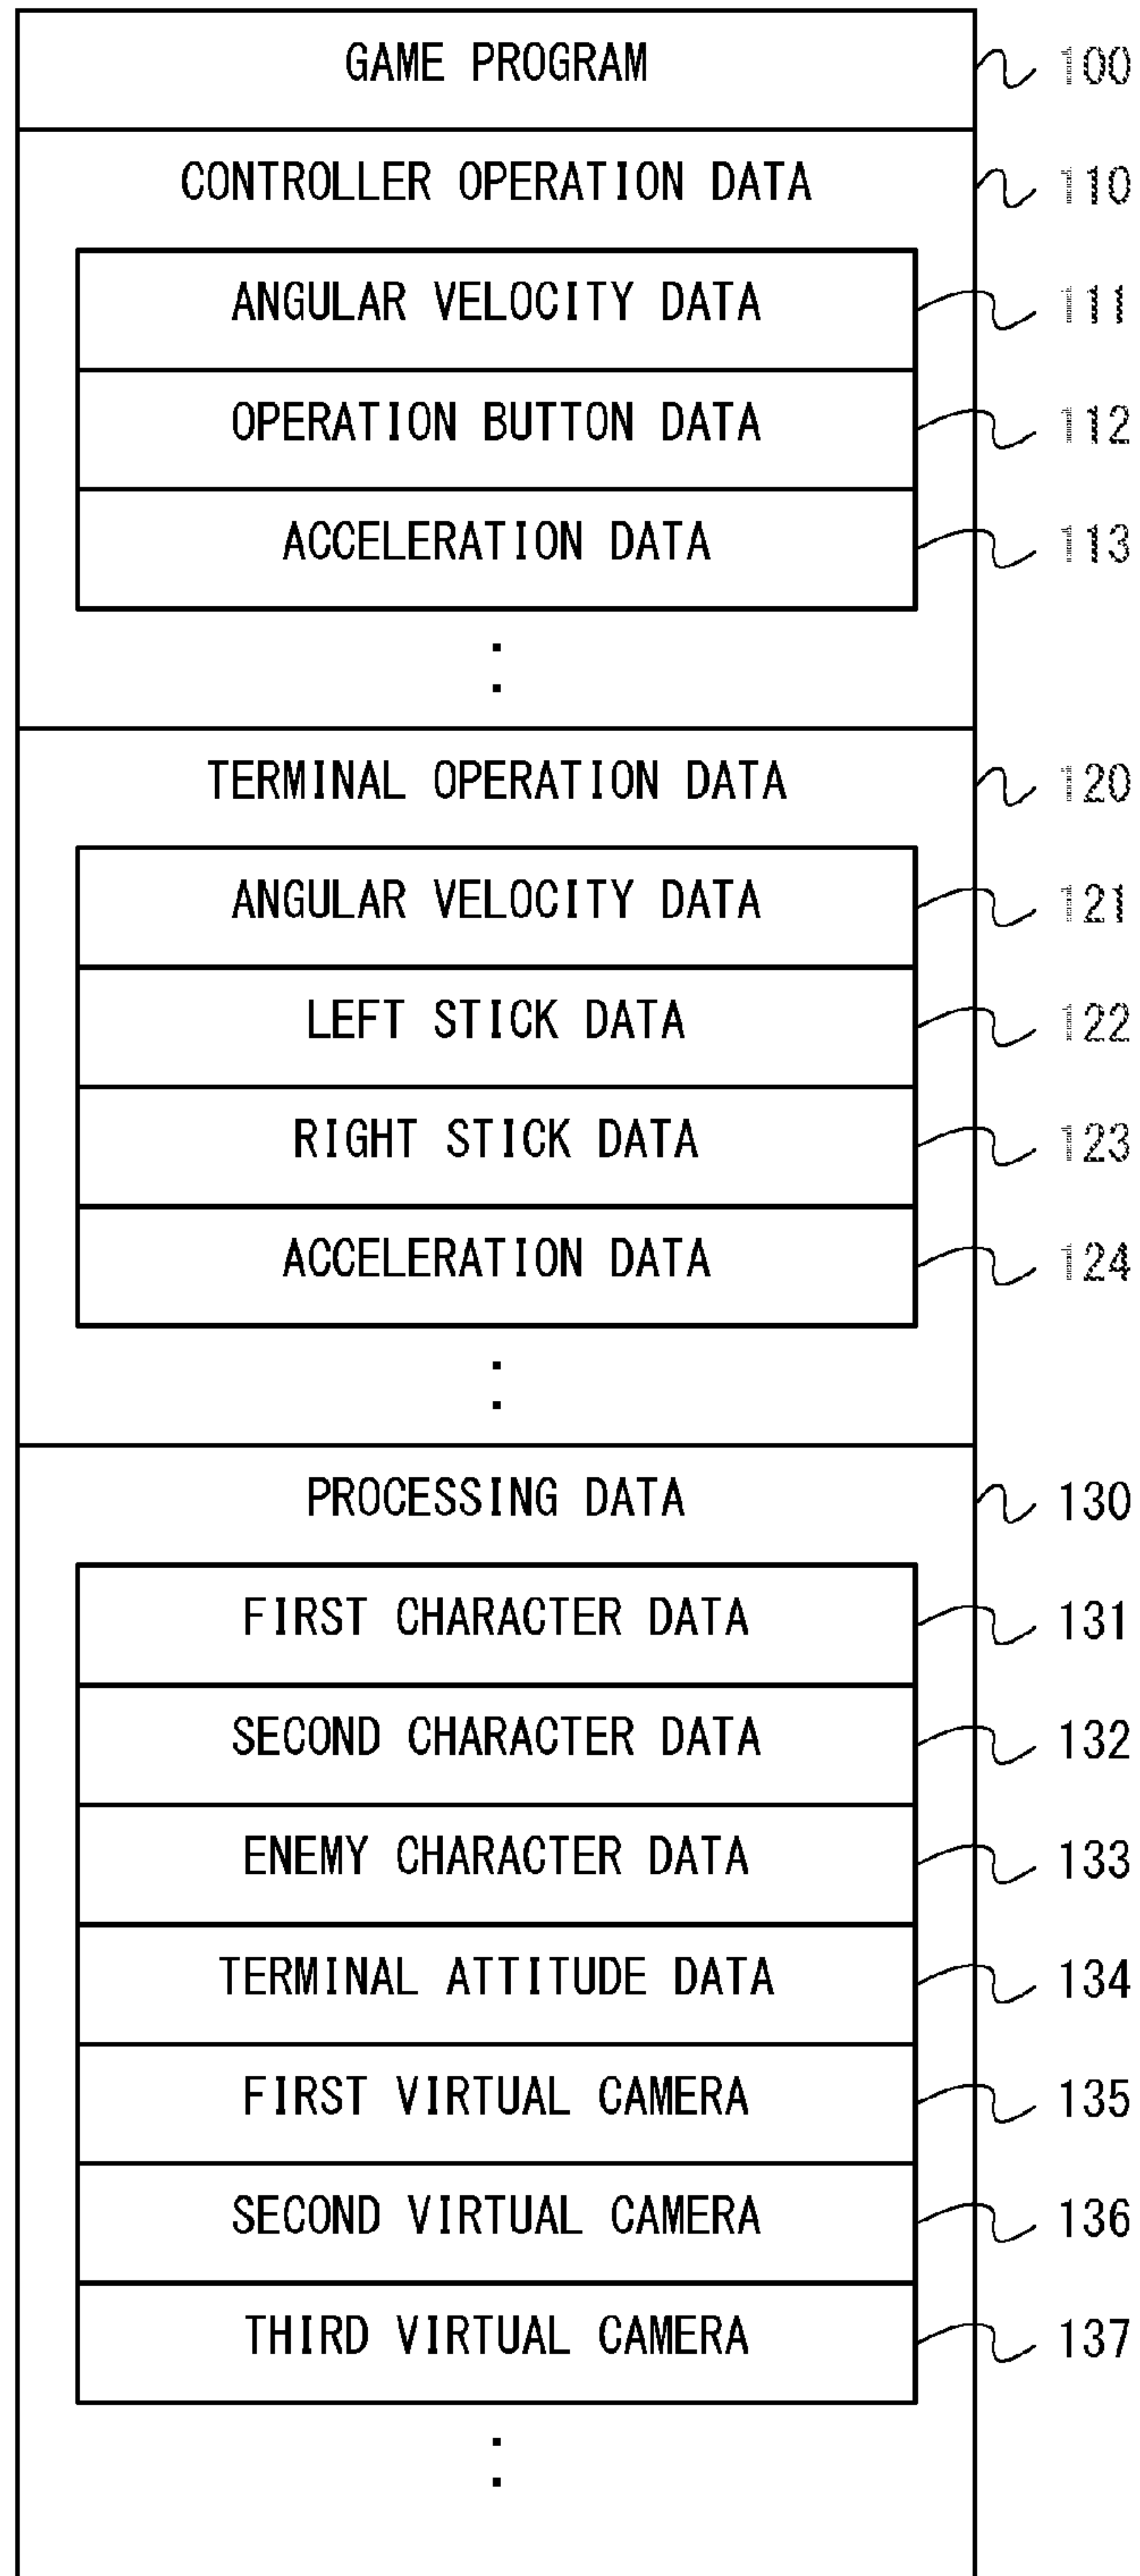 GAME PROGRAM 100
CONTROLLER OPERATION DATA 110
ANGULAR VELOCITY DATA 111
OPERATION BUTTON DATA 112
ACCELERATION DATA 113
TERMINAL OPERATION DATA 120
ANGULAR VELOCITY DATA 121
LEFT STICK DATA 122
RIGHT STICK DATA 123
ACCELERATION DATA 124
PROCESSING DATA 130
FIRST CHARACTER DATA 131
SECOND CHARACTER DATA 132
ENEMY CHARACTER DATA 133
TERMINAL ATTITUDE DATA 134
FIRST VIRTUAL CAMERA 135
SECOND VIRTUAL CAMERA 136
THIRD VIRTUAL CAMERA 137